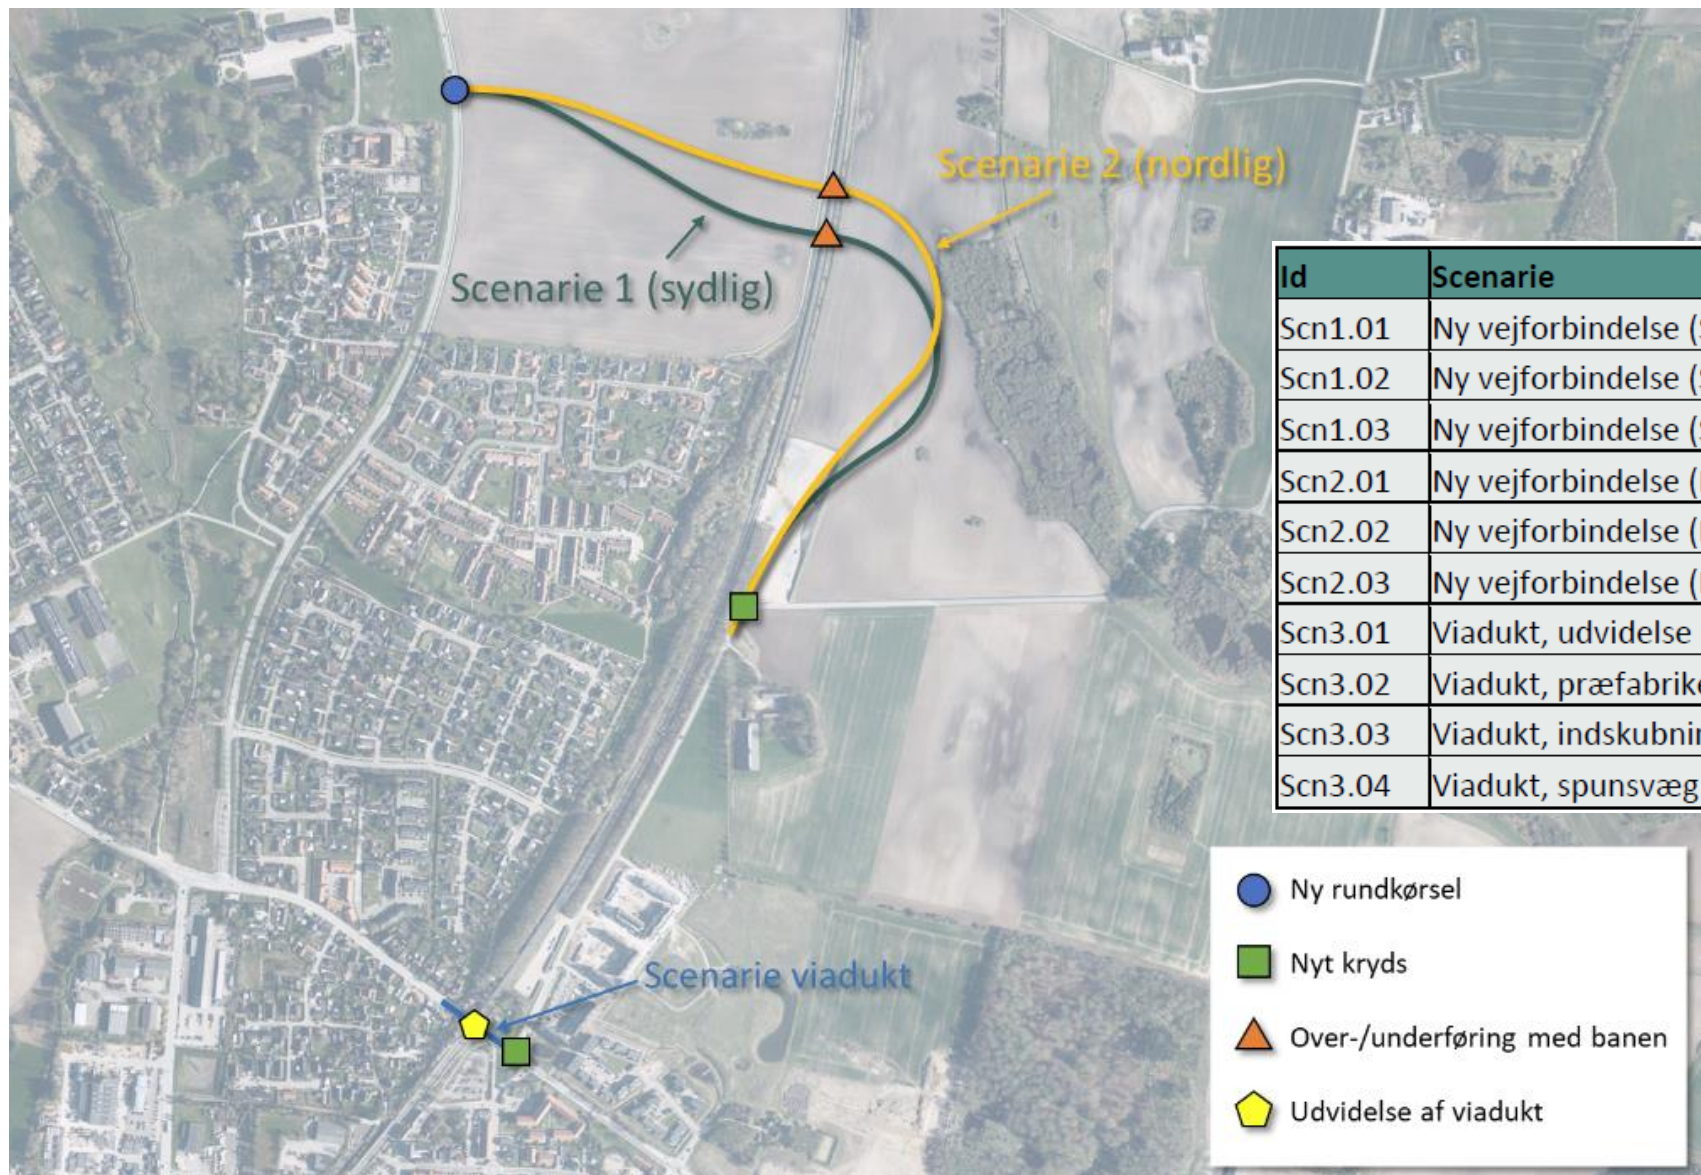 Scenarie 2 (nordlig)
Scenarie 1 (sydlig)
Id Scenarie
Scn1.01 Ny vejforbindelse (
Scn1.02 Ny vejforbindelse (
Scn1.03 Ny vejforbindelse (
Scn2.01 Ny vejforbindelse (
Scn2.02 Ny vejforbindelse (
Scn2.03 Ny vejforbindelse (
Scn3.01 Viadukt, udvidelse
Scn3.02 Viadukt, præfabrike
Scn3.03 Viadukt, indskubnin
Scn3.04 Viadukt, spunsvæg
Ny rundkørsel
Nyt kryds
Over-/underføring med banen
Udvidelse af viadukt
Scenarie viadukt